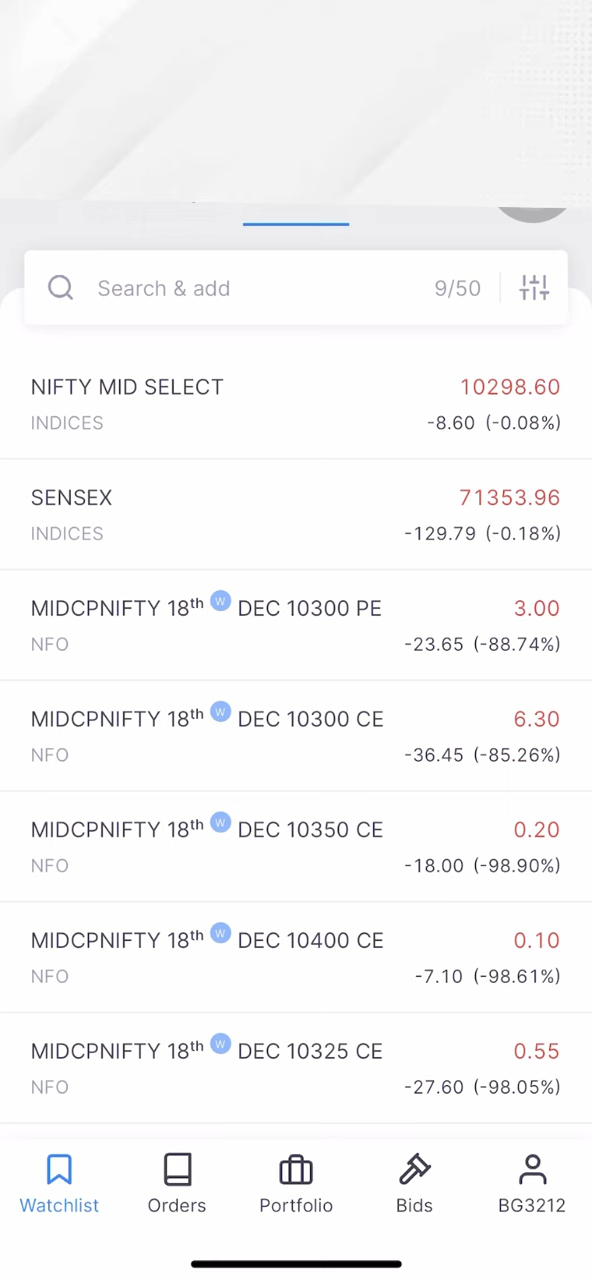 Search & add 9/50
NIFTY MID SELECT 10298.60
INDICES -8.60 (-0.08%)
SENSEX 71353.96
INDICES -129.79 (-0.18%)
MIDCPNIFTY 18th W DEC 10300 PE 3.00
NFO -23.65 (-88.74%)
MIDCPNIFTY 18th W DEC 10300 CE 6.30
NFO -36.45 (-85.26%)
MIDCPNIFTY 18th W DEC 10350 CE 0.20
NFO -18.00 (-98.90%)
MIDCPNIFTY 18th W DEC 10400 CE 0.10
NFO -7.10 (-98.61%)
MIDCPNIFTY 18th W DEC 10325 CE 0.55
NFO -27.60 (-98.05%)
Watchlist Orders Portfolio Bids BG3212